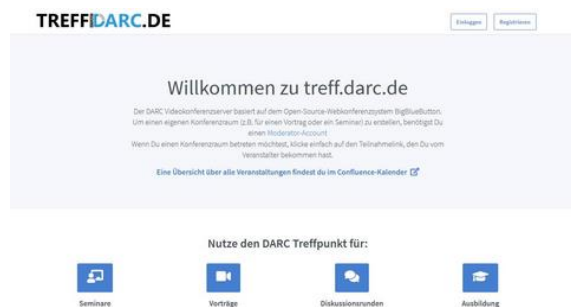 TREFFDARC.DE
Einloggen
Registrieren
Willkommen zu treff.darc.de
Der DARC Videokonferenzserver basiert auf dem Open-Source-Webkonferenzsystem BigBlueButton.
Um einen eigenen Konferenzraum (z.B. für einen Vortrag oder ein Seminar) zu erstellen, benötigst Du
einen Moderator-Account
Wenn Du einen Konferenzraum betreten möchtest, klicke einfach auf den Teilnahmelink, den Du vom
Veranstalter bekommen hast.
Eine Übersicht über alle Veranstaltungen findest du im Confluence-Kalender
Nutze den DARC Treffpunkt für:
Seminare
Vorträge
Diskussionsrunden
Ausbildung